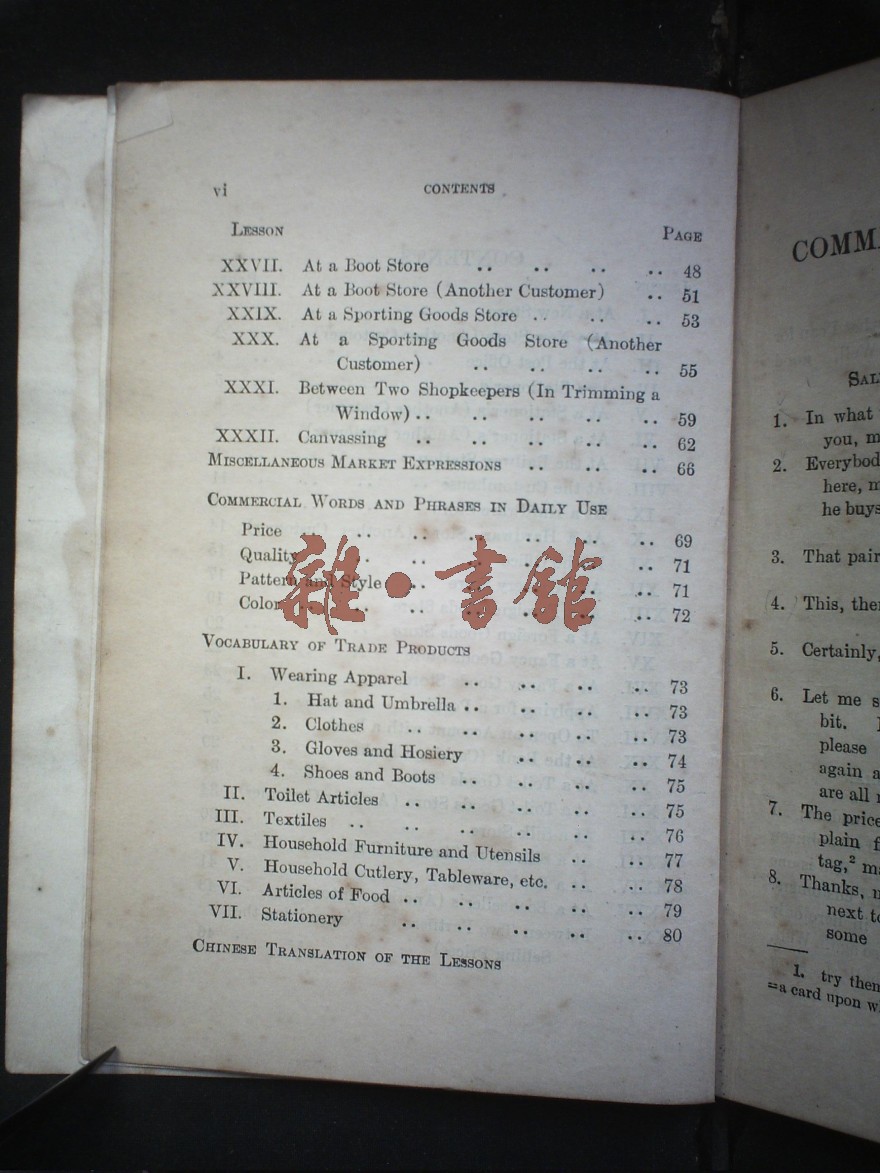 vi CONTENTS
LESSON PAGE
XXVII. At a Boot Store .. .. .. .. 48
XXVIII. At a Boot Store (Another Customer) .. 51
XXIX. At a Sporting Goods Store .. .. .. 53
XXX. At a Sporting Goods Store (Another
Customer) .. .. .. .. 55
XXXI. Between Two Shopkeepers (In Trimming a
Window) .. .. .. .. .. 59
XXXII. Canvassing .. .. .. .. 62
MISCELLANEOUS MARKET EXPRESSIONS .. .. .. 66
COMMERCIAL WORDS AND PHRASES IN DAILY USE
Price .. .. .. .. .. .. 69
Quality .. .. .. .. .. 71
Pattern and Style .. .. .. .. 71
Color .. .. .. .. .. .. 72
雜·書館
VOCABULARY OF TRADE PRODUCTS
I. Wearing Apparel .. .. .. .. 73
1. Hat and Umbrella .. .. .. .. 73
2. Clothes .. .. .. .. .. 73
3. Gloves and Hosiery .. .. .. 74
4. Shoes and Boots .. .. .. .. 75
II. Toilet Articles .. .. .. .. .. 75
III. Textiles .. .. .. .. .. .. 76
IV. Household Furniture and Utensils .. .. 77
V. Household Cutlery, Tableware, etc. .. .. 78
VI. Articles of Food .. .. .. .. .. 79
VII. Stationery .. .. .. .. .. 80
CHINESE TRANSLATION OF THE LESSONS
COMM
SAL
1. In what
you, m
2. Everybod
here, m
he buys
3. That pair
4. This, the
5. Certainly,
6. Let me s
bit.
please
again a
are all
7. The price
plain f
tag,² ma
8. Thanks,
next to
some
1. try them
=a card upon w